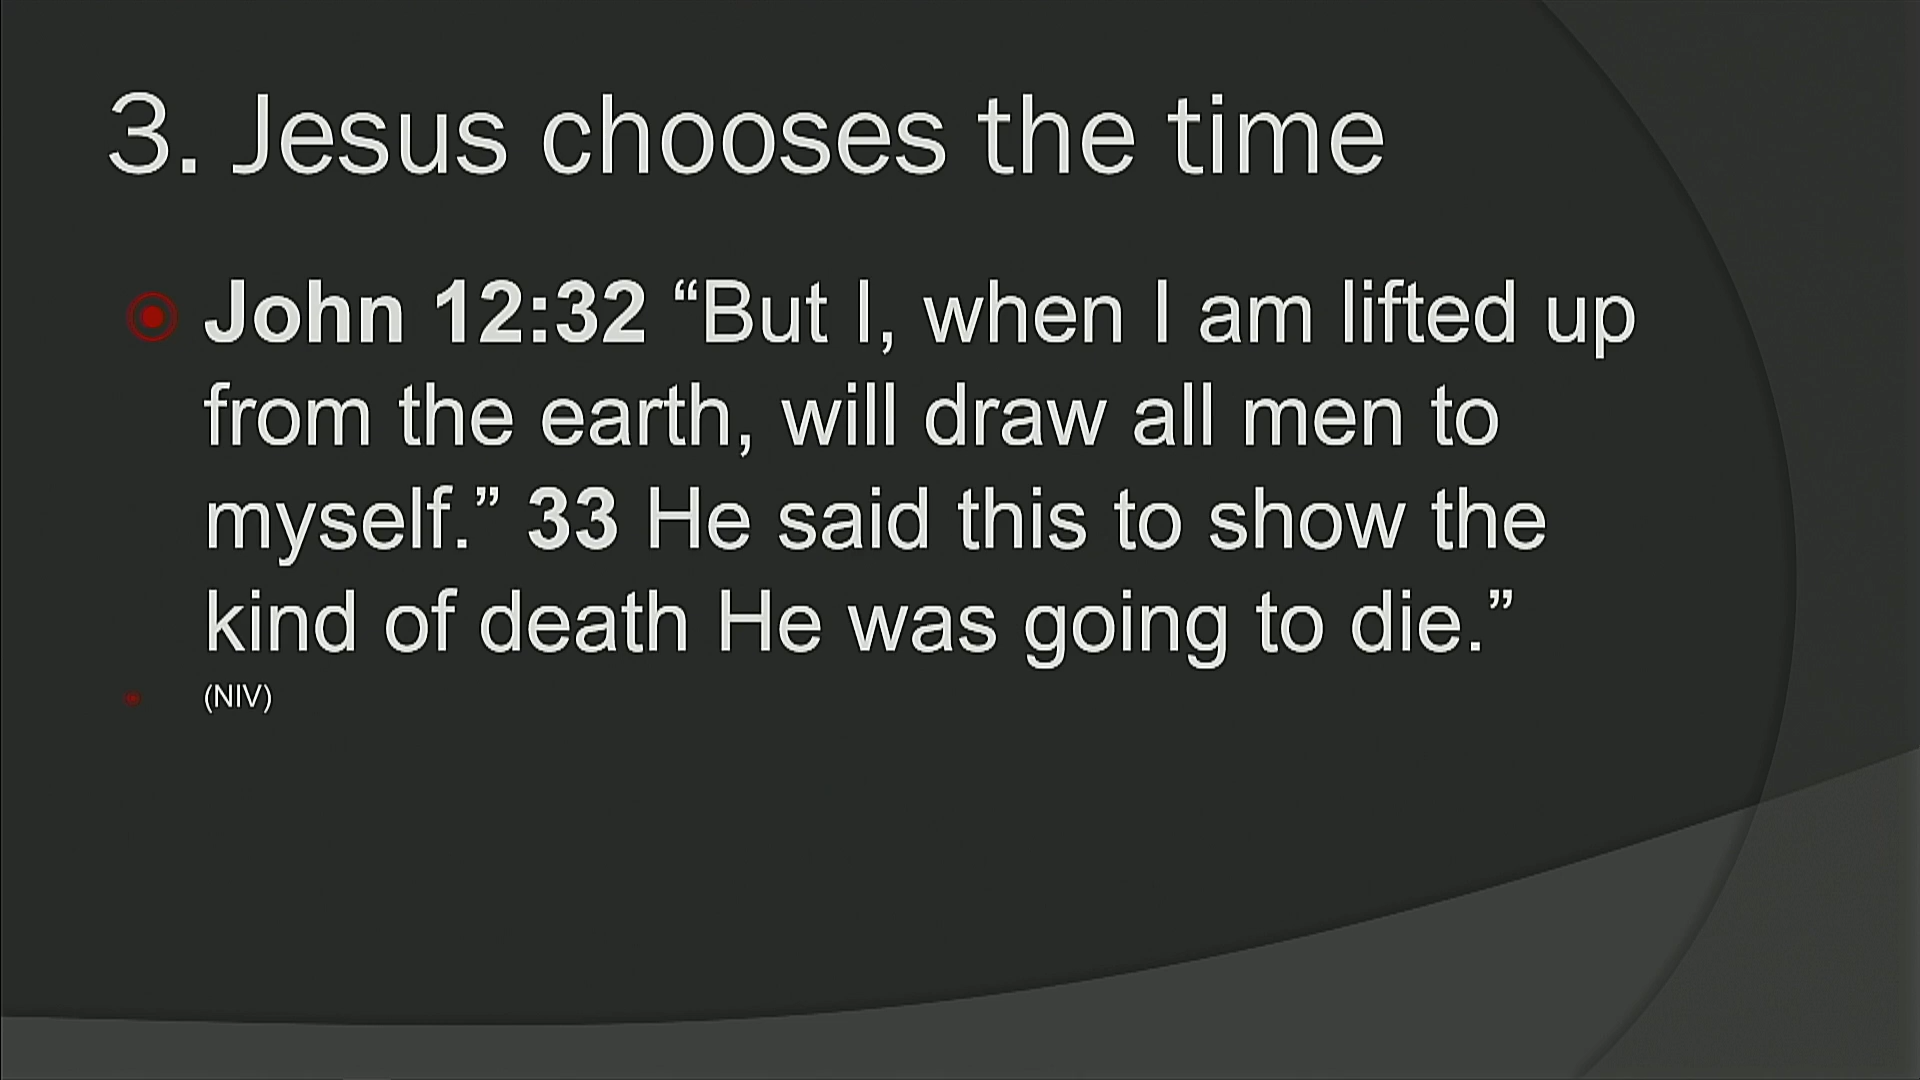 3. Jesus chooses the time
John 12:32 “But I, when I am lifted up
from the earth, will draw all men to
myself.” 33 He said this to show the
kind of death He was going to die.”
(NIV)